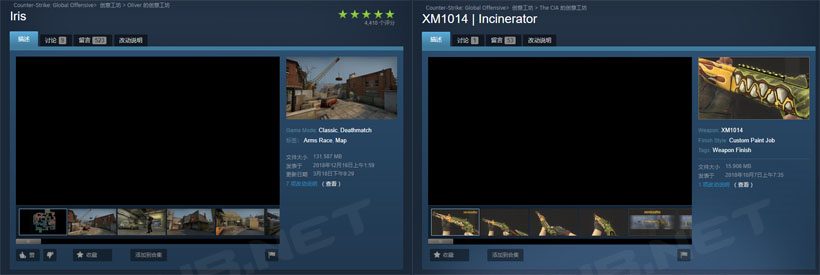 Counter-Strike: Global Offensive> 创意工坊 > Oliver 的创意工坊
Iris
4,418 个评分
描述 讨论 9 留言 593 改动说明
Game Mode: Classic, Deathmatch
标签: Arms Race, Map
文件大小 131.587 MB
发表于 2018年12月16日上午1:19
更新日期 3月16日下午8:29
7 项改动说明 (查看)
赞 收藏 添加到合集
Counter-Strike: Global Offensive> 创意工坊 > The CiA 的创意工坊
XM1014 | Incinerator
描述 讨论 1 留言 53 改动说明
Weapon: XM1014
Finish Style: Custom Paint Job
Tags: Weapon Finish
文件大小 15.906 MB
发表于 2018年10月7日上午7:35
1 项改动说明 (查看)
收藏 添加到合集